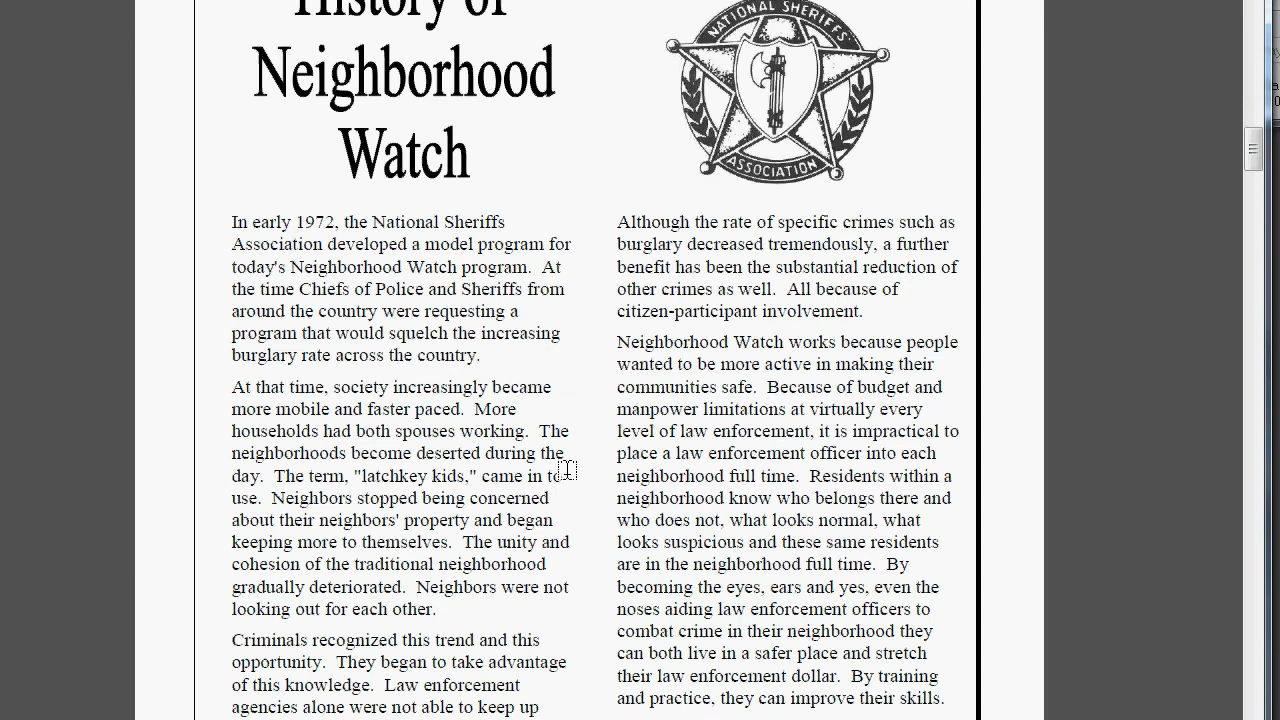 History of
Neighborhood
Watch
NATIONAL SHERIFFS'
ASSOCIATION
In early 1972, the National Sheriffs
Association developed a model program for
today's Neighborhood Watch program.  At
the time Chiefs of Police and Sheriffs from
around the country were requesting a
program that would squelch the increasing
burglary rate across the country.
At that time, society increasingly became
more mobile and faster paced.  More
households had both spouses working.  The
neighborhoods become deserted during the
day.  The term, "latchkey kids," came in to
use.  Neighbors stopped being concerned
about their neighbors' property and began
keeping more to themselves.  The unity and
cohesion of the traditional neighborhood
gradually deteriorated.  Neighbors were not
looking out for each other.
Criminals recognized this trend and this
opportunity.  They began to take advantage
of this knowledge.  Law enforcement
agencies alone were not able to keep up
Although the rate of specific crimes such as
burglary decreased tremendously, a further
benefit has been the substantial reduction of
other crimes as well.  All because of
citizen-participant involvement.
Neighborhood Watch works because people
wanted to be more active in making their
communities safe.  Because of budget and
manpower limitations at virtually every
level of law enforcement, it is impractical to
place a law enforcement officer into each
neighborhood full time.  Residents within a
neighborhood know who belongs there and
who does not, what looks normal, what
looks suspicious and these same residents
are in the neighborhood full time.  By
becoming the eyes, ears and yes, even the
noses aiding law enforcement officers to
combat crime in their neighborhood they
can both live in a safer place and stretch
their law enforcement dollar.  By training
and practice, they can improve their skills.